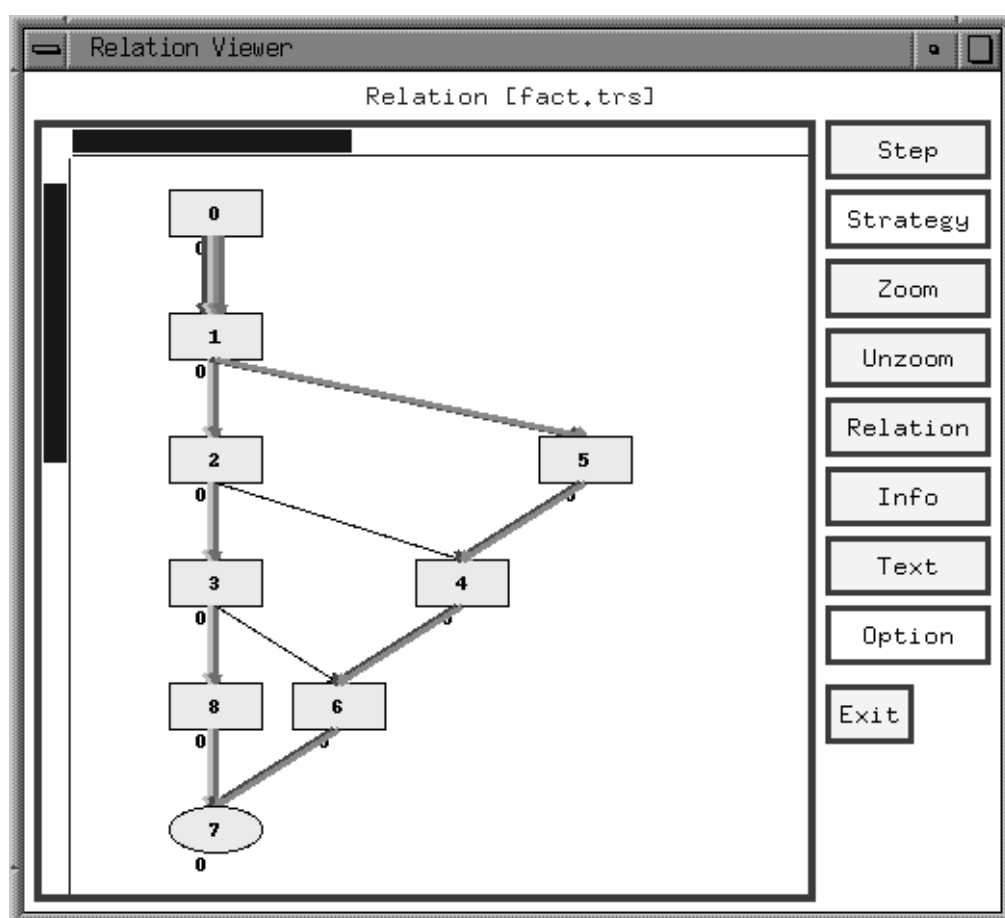 Relation Viewer
Relation [fact.trs]
Step
Strategy
Zoom
Unzoom
Relation
Info
Text
Option
Exit
0
0
1
0
2
5
0
3
4
0
8
6
0
7
0